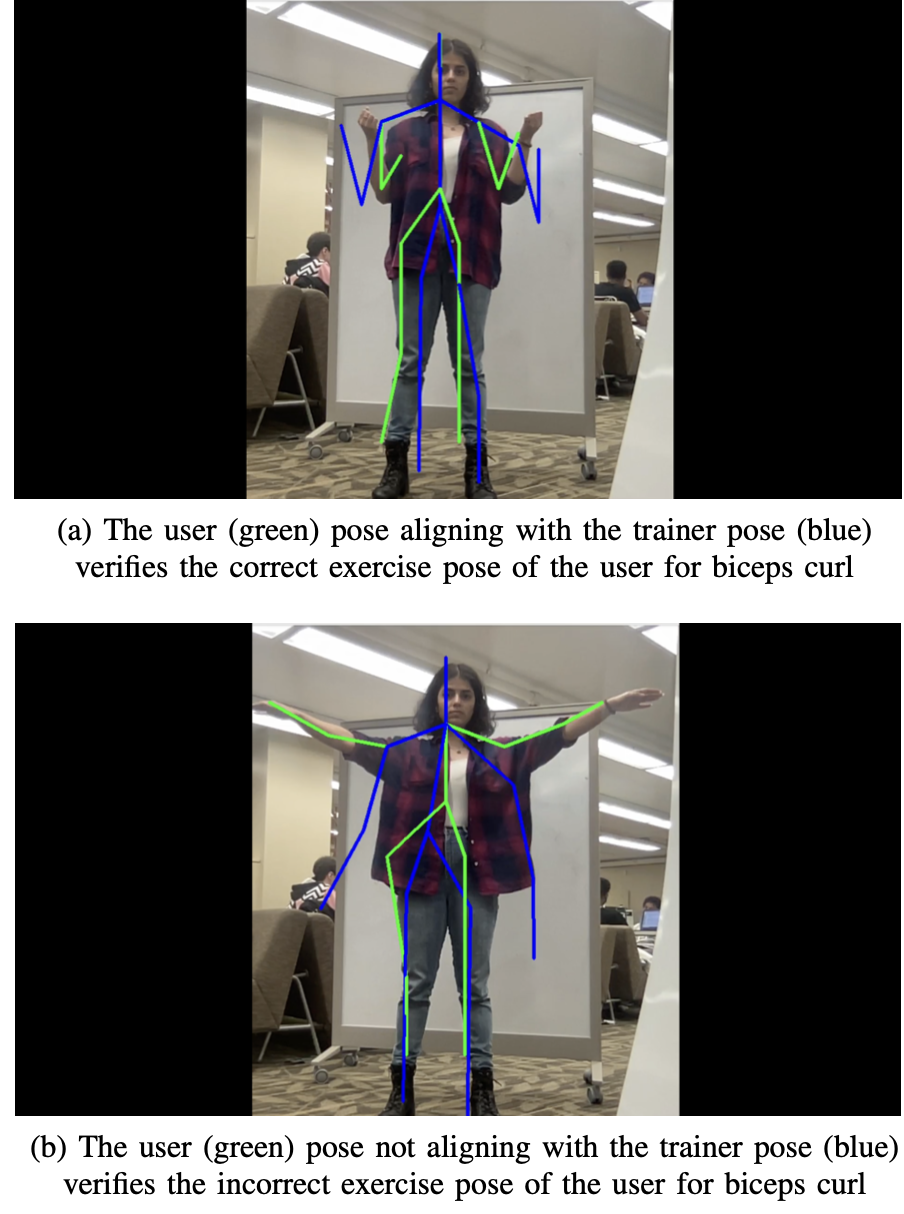 (a) The user (green) pose aligning with the trainer pose (blue)
verifies the correct exercise pose of the user for biceps curl
(b) The user (green) pose not aligning with the trainer pose (blue)
verifies the incorrect exercise pose of the user for biceps curl